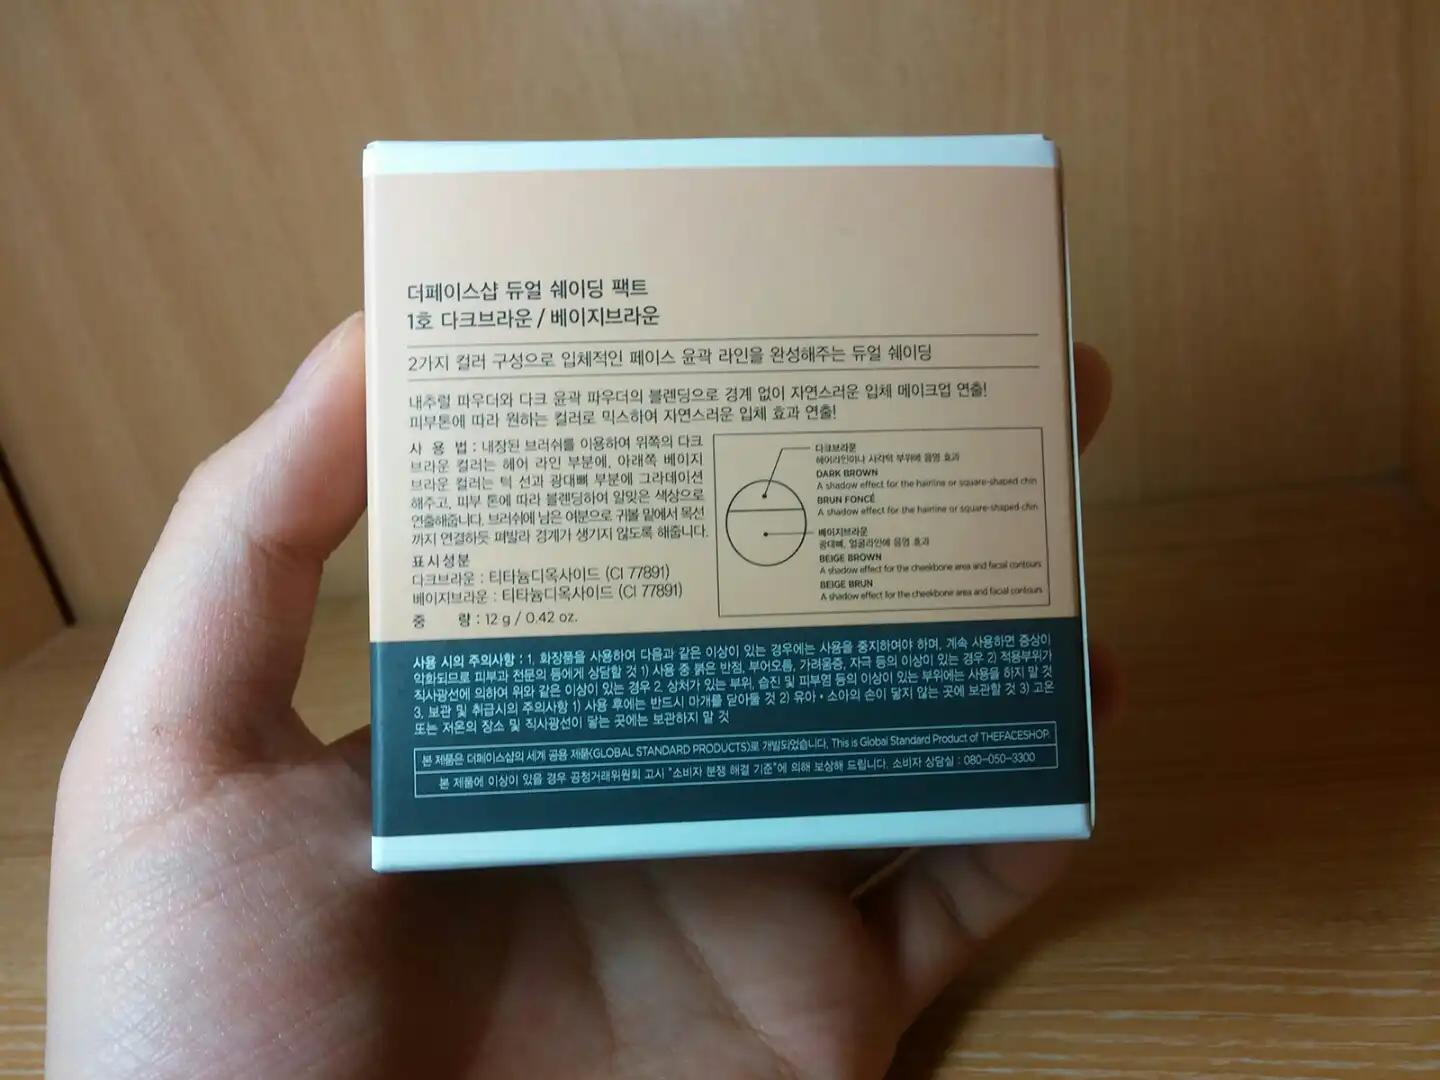 더페이스샵 듀얼 쉐이딩 팩트
1호 다크브라운 / 베이지브라운
2가지 컬러 구성으로 입체적인 페이스 윤곽 라인을 완성해주는 듀얼 쉐이딩
내추럴 파우더와 다크 윤곽 파우더의 블렌딩으로 경계 없이 자연스러운 입체 메이크업 연출!
피부톤에 따라 원하는 컬러로 믹스하여 자연스러운 입체 효과 연출!
사 용 법 : 내장된 브러쉬를 이용하여 위쪽의 다크
브라운 컬러는 헤어 라인 부분에, 아래쪽 베이지
브라운 컬러는 턱 선과 광대뼈 부분에 그라데이션
해주고, 피부 톤에 따라 블렌딩하여 알맞은 색상으로
연출해줍니다. 브러쉬에 남은 여분으로 귀볼 밑에서 목선
까지 연결하듯 펴발라 경계가 생기지 않도록 해줍니다.
표시성분
다크브라운 : 티타늄디옥사이드 (CI 77891)
베이지브라운 : 티타늄디옥사이드 (CI 77891)
중 량 : 12 g / 0.42 oz.
다크브라운
헤어라인이나 사각턱 부위에 음영 효과
DARK BROWN
A shadow effect for the hairline or square-shaped chin
BRUN FONCÉ
A shadow effect for the hairline or square-shaped chin
베이지브라운
광대뼈, 얼굴라인에 음영 효과
BEIGE BROWN
A shadow effect for the cheekbone area and facial contours
BEIGE BRUN
A shadow effect for the cheekbone area and facial contours
사용 시의 주의사항 : 1. 화장품을 사용하여 다음과 같은 이상이 있는 경우에는 사용을 중지하여야 하며, 계속 사용하면 증상이
악화되므로 피부과 전문의 등에게 상담할 것 1) 사용 중 붉은 반점, 부어오름, 가려움증, 자극 등의 이상이 있는 경우 2) 적용부위가
직사광선에 의하여 위와 같은 이상이 있는 경우 2. 상처가 있는 부위, 습진 및 피부염 등의 이상이 있는 부위에는 사용을 하지 말 것
3. 보관 및 취급시의 주의사항 1) 사용 후에는 반드시 마개를 닫아둘 것 2) 유아・소아의 손이 닿지 않는 곳에 보관할 것 3) 고온
또는 저온의 장소 및 직사광선이 닿는 곳에는 보관하지 말 것
본 제품은 더페이스샵의 세계 공용 제품(GLOBAL STANDARD PRODUCTS)로 개발되었습니다. This is Global Standard Product of THEFACESHOP.
본 제품에 이상이 있을 경우 공정거래위원회 고시 "소비자 분쟁 해결 기준"에 의해 보상해 드립니다. 소비자 상담실 : 080-050-3300